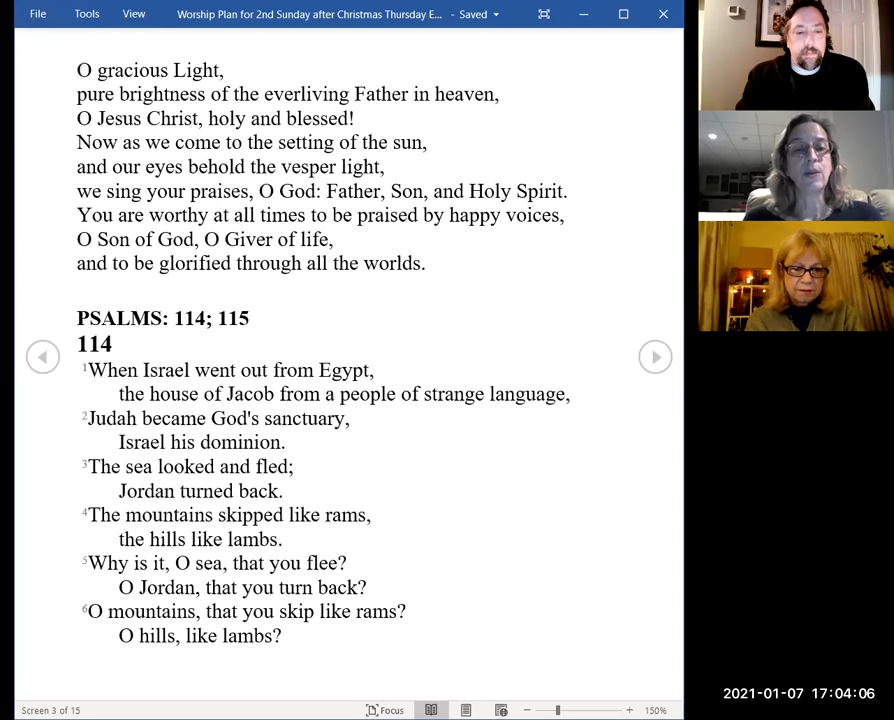 File Tools View Worship Plan for 2nd Sunday after Christmas Thursday E... - Saved
O gracious Light,
pure brightness of the everliving Father in heaven,
O Jesus Christ, holy and blessed!
Now as we come to the setting of the sun,
and our eyes behold the vesper light,
we sing your praises, O God: Father, Son, and Holy Spirit.
You are worthy at all times to be praised by happy voices,
O Son of God, O Giver of life,
and to be glorified through all the worlds.
PSALMS: 114; 115
114
1When Israel went out from Egypt,
the house of Jacob from a people of strange language,
2Judah became God's sanctuary,
Israel his dominion.
3The sea looked and fled;
Jordan turned back.
4The mountains skipped like rams,
the hills like lambs.
5Why is it, O sea, that you flee?
O Jordan, that you turn back?
6O mountains, that you skip like rams?
O hills, like lambs?
2021-01-07 17:04:06
Screen 3 of 15 Focus 150%